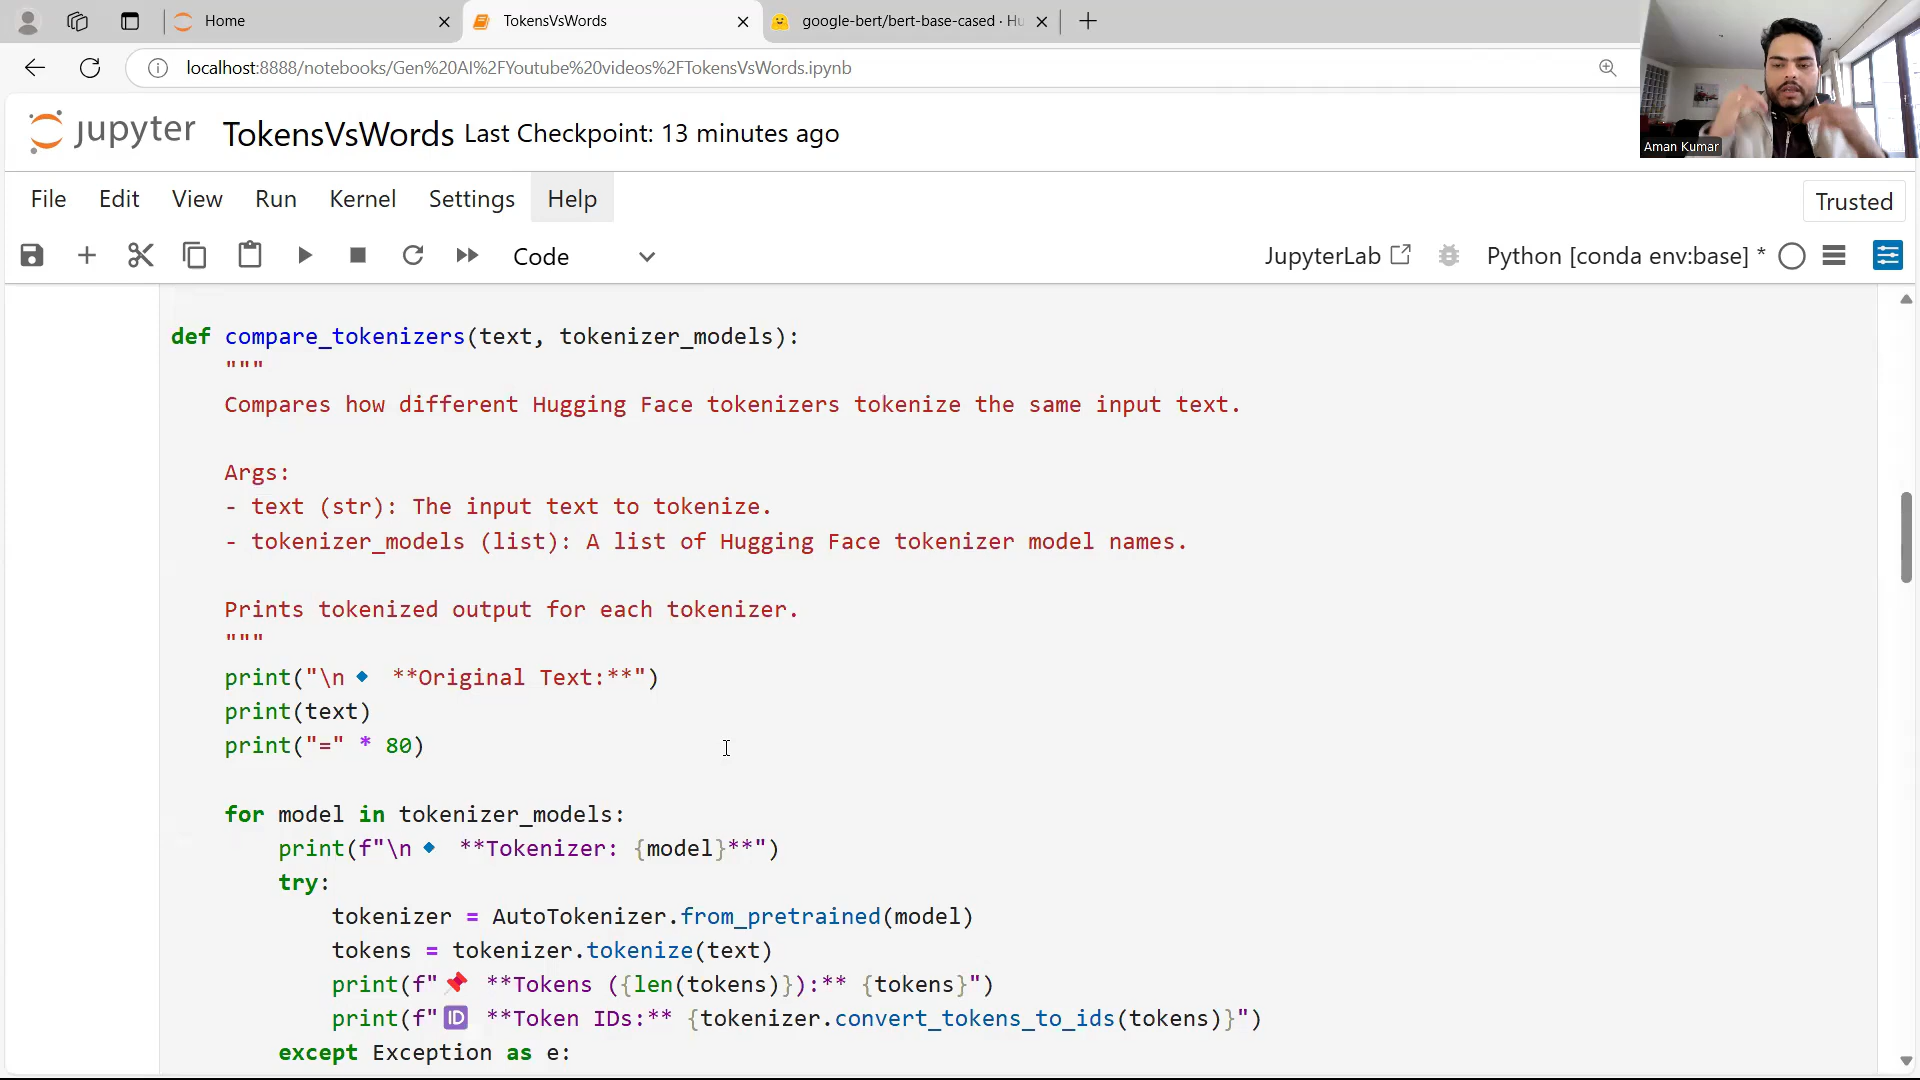 Home
TokensVsWords
google-bert/bert-base-cased · Hu
localhost:8888/notebooks/Gen%20AI%2FYoutube%20videos%2FTokensVsWords.ipynb
Aman Kumar
jupyter TokensVsWords Last Checkpoint: 13 minutes ago
File Edit View Run Kernel Settings Help Trusted
Code JupyterLab Python [conda env:base] *
def compare_tokenizers(text, tokenizer_models):
"""
Compares how different Hugging Face tokenizers tokenize the same input text.
Args:
- text (str): The input text to tokenize.
- tokenizer_models (list): A list of Hugging Face tokenizer model names.
Prints tokenized output for each tokenizer.
"""
print("\n🔹 **Original Text:**")
print(text)
print("=" * 80)
for model in tokenizer_models:
print(f"\n🔹 **Tokenizer: {model}**")
try:
tokenizer = AutoTokenizer.from_pretrained(model)
tokens = tokenizer.tokenize(text)
print(f"📌 **Tokens ({len(tokens)}):** {tokens}")
print(f"🆔 **Token IDs:** {tokenizer.convert_tokens_to_ids(tokens)}")
except Exception as e: